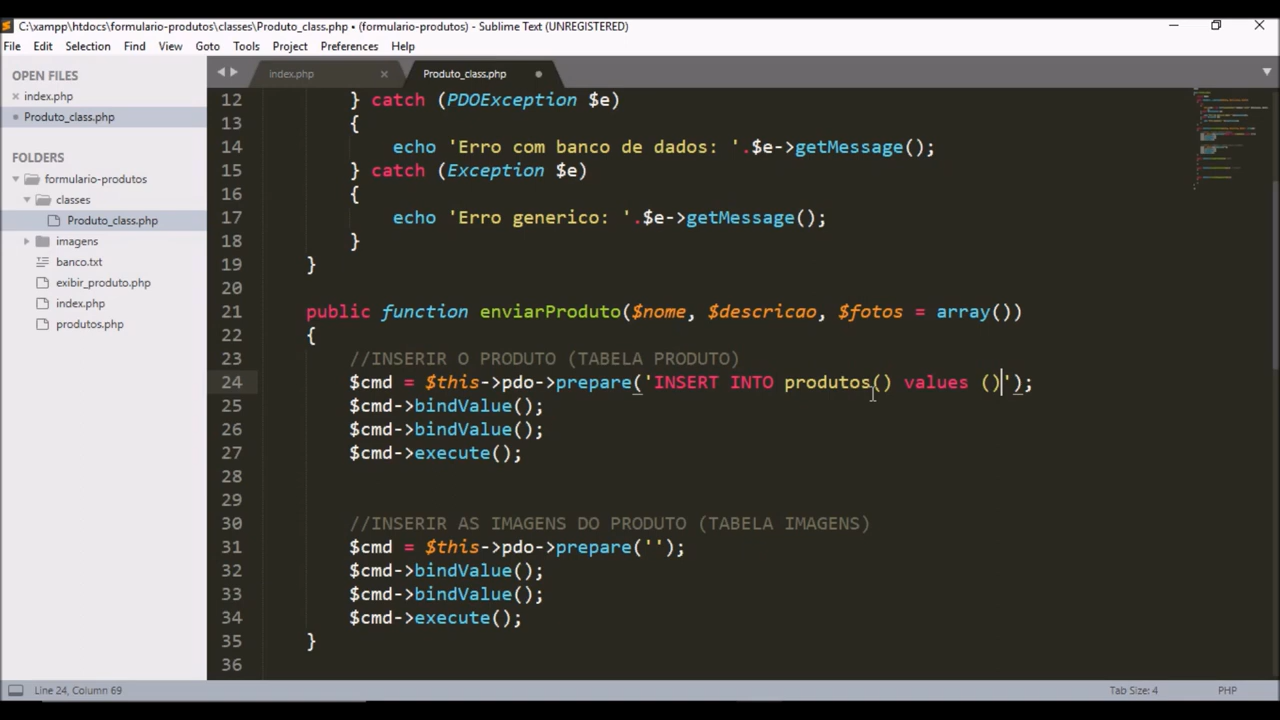 C:\xampp\htdocs\formulario-produtos\classes\Produto_class.php • (formulario-produtos) - Sublime Text (UNREGISTERED)
File Edit Selection Find View Goto Tools Project Preferences Help
OPEN FILES
index.php
Produto_class.php
FOLDERS
formulario-produtos
classes
Produto_class.php
imagens
banco.txt
exibir_produto.php
index.php
produtos.php
index.php Produto_class.php
12 } catch (PDOException $e)
13 {
14 echo 'Erro com banco de dados: '.$e->getMessage();
15 } catch (Exception $e)
16 {
17 echo 'Erro generico: '.$e->getMessage();
18 }
19 }
20
21 public function enviarProduto($nome, $descricao, $fotos = array())
22 {
23 //INSERIR O PRODUTO (TABELA PRODUTO)
24 $cmd = $this->pdo->prepare('INSERT INTO produtos() values ()');
25 $cmd->bindValue();
26 $cmd->bindValue();
27 $cmd->execute();
28
29
30 //INSERIR AS IMAGENS DO PRODUTO (TABELA IMAGENS)
31 $cmd = $this->pdo->prepare('');
32 $cmd->bindValue();
33 $cmd->bindValue();
34 $cmd->execute();
35 }
36
Line 24, Column 69 Tab Size: 4 PHP